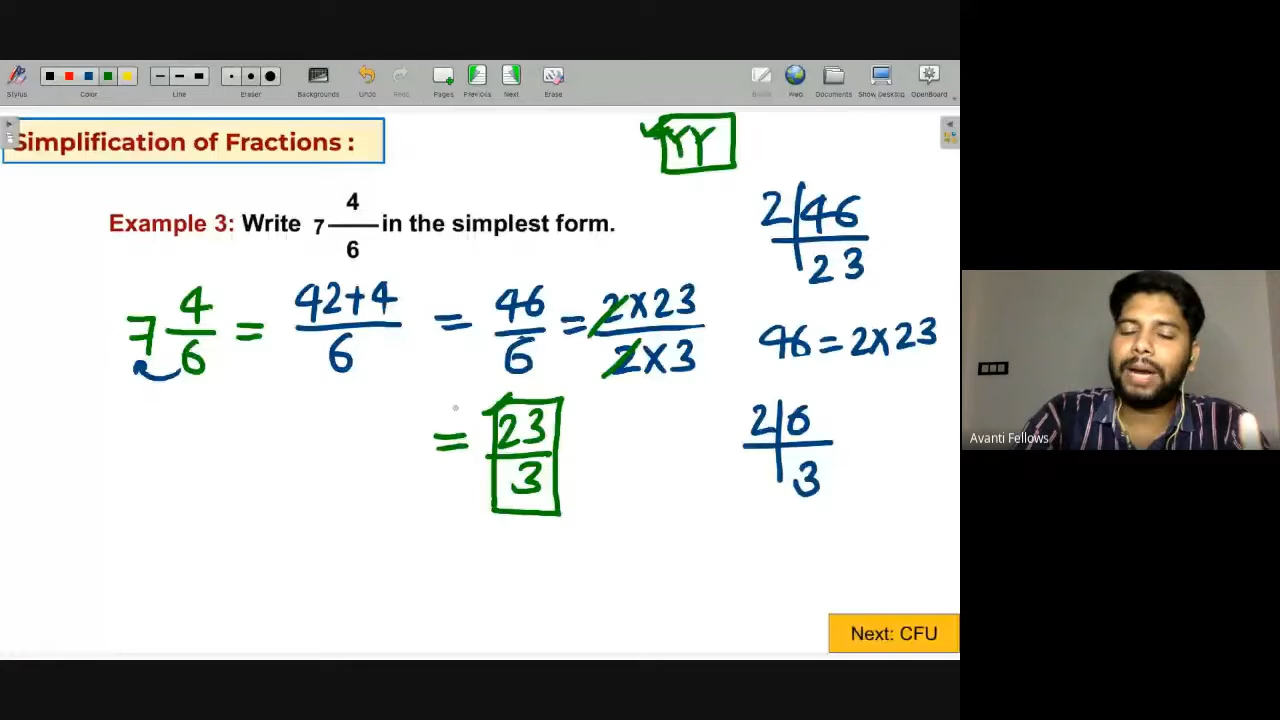 Stylus Color Line Eraser Backgrounds Undo Redo Pages Previous Next Erase Board Web Documents Show Desktop OpenBoard
Simplification of Fractions :
YY
Example 3: Write 7 4/6 in the simplest form.
2 | 46
23
7 4/6 = 42+4/6 = 46/6 = 2×23/2×3
46 = 2×23
= 23/3
2 | 6
3
Avanti Fellows
Next: CFU